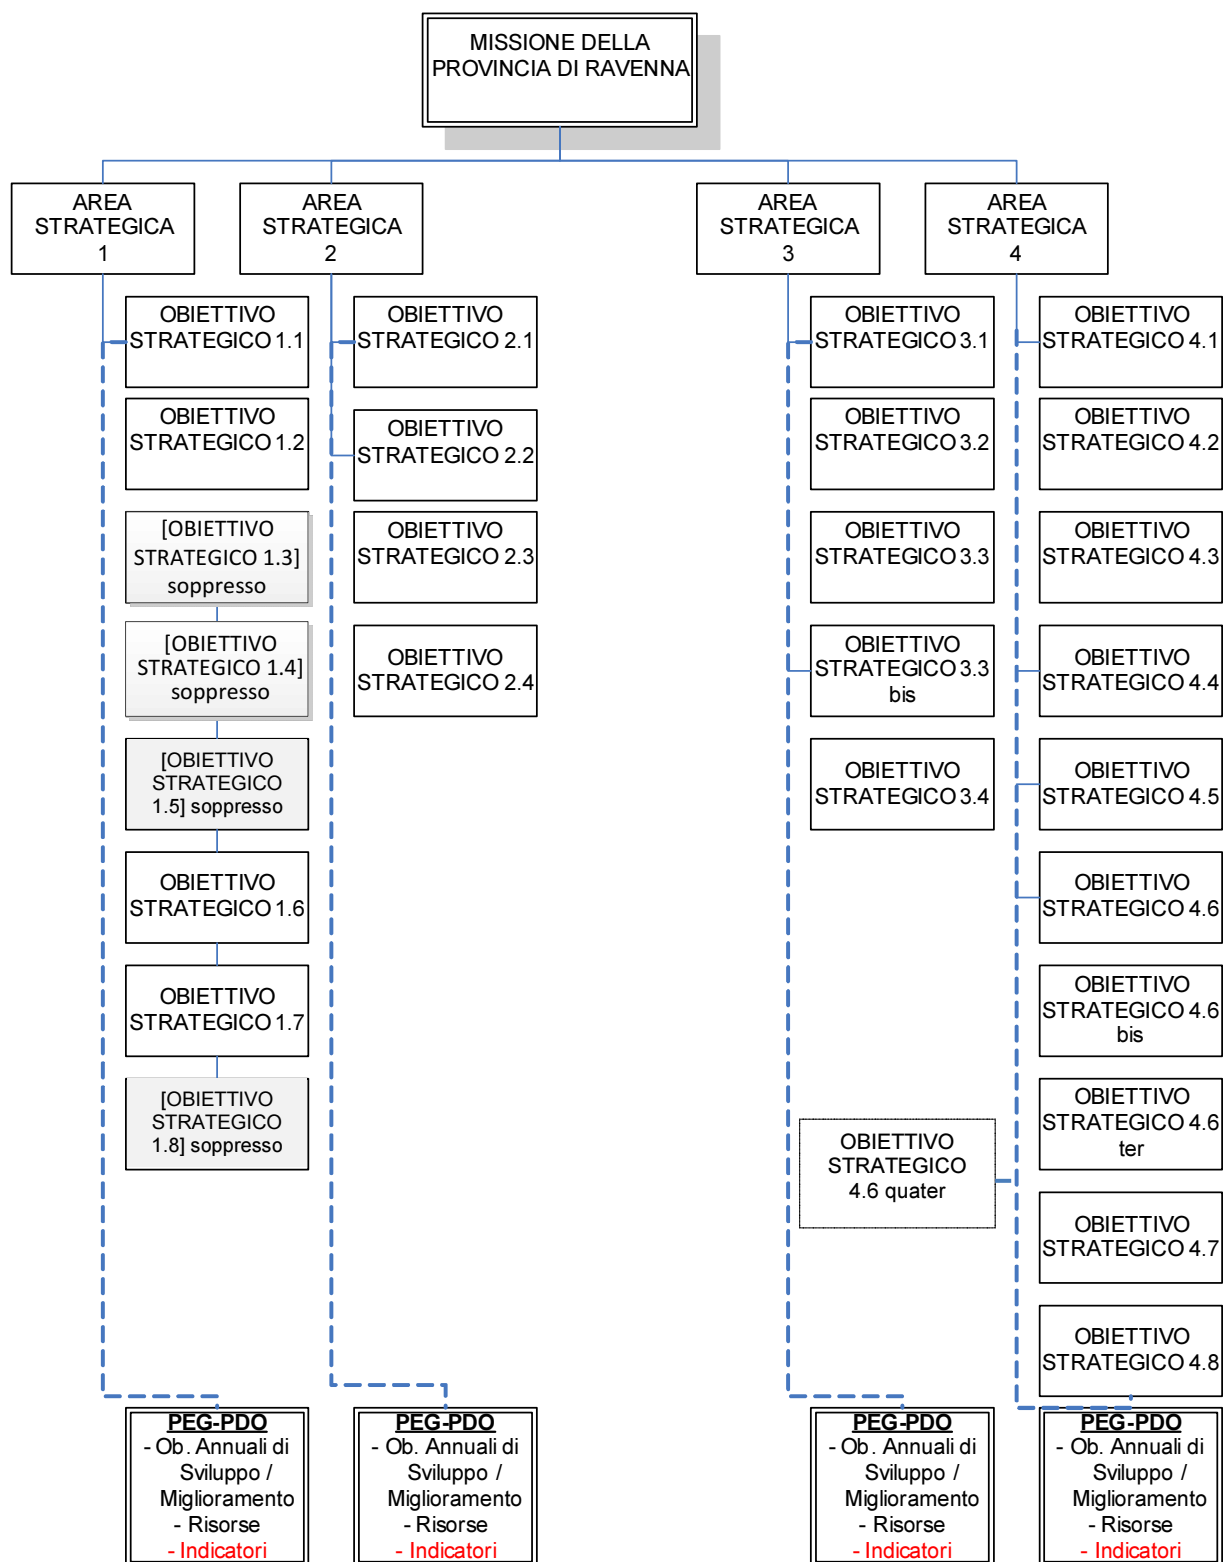 MISSIONE DELLA
PROVINCIA DI RAVENNA
AREA
STRATEGICA
1
AREA
STRATEGICA
2
AREA
STRATEGICA
3
AREA
STRATEGICA
4
OBIETTIVO
STRATEGICO 1.1
OBIETTIVO
STRATEGICO 1.2
[OBIETTIVO
STRATEGICO 1.3]
soppresso
[OBIETTIVO
STRATEGICO 1.4]
soppresso
[OBIETTIVO
STRATEGICO
1.5] soppresso
OBIETTIVO
STRATEGICO 1.6
OBIETTIVO
STRATEGICO 1.7
[OBIETTIVO
STRATEGICO
1.8] soppresso
OBIETTIVO
STRATEGICO 2.1
OBIETTIVO
STRATEGICO 2.2
OBIETTIVO
STRATEGICO 2.3
OBIETTIVO
STRATEGICO 2.4
OBIETTIVO
STRATEGICO 3.1
OBIETTIVO
STRATEGICO 3.2
OBIETTIVO
STRATEGICO 3.3
OBIETTIVO
STRATEGICO 3.3
bis
OBIETTIVO
STRATEGICO 3.4
OBIETTIVO
STRATEGICO
4.6 quater
OBIETTIVO
STRATEGICO 4.1
OBIETTIVO
STRATEGICO 4.2
OBIETTIVO
STRATEGICO 4.3
OBIETTIVO
STRATEGICO 4.4
OBIETTIVO
STRATEGICO 4.5
OBIETTIVO
STRATEGICO 4.6
OBIETTIVO
STRATEGICO 4.6
bis
OBIETTIVO
STRATEGICO 4.6
ter
OBIETTIVO
STRATEGICO 4.7
OBIETTIVO
STRATEGICO 4.8
PEG-PDO
- Ob. Annuali di
Sviluppo /
Miglioramento
- Risorse
- Indicatori
PEG-PDO
- Ob. Annuali di
Sviluppo /
Miglioramento
- Risorse
- Indicatori
PEG-PDO
- Ob. Annuali di
Sviluppo /
Miglioramento
- Risorse
- Indicatori
PEG-PDO
- Ob. Annuali di
Sviluppo /
Miglioramento
- Risorse
- Indicatori